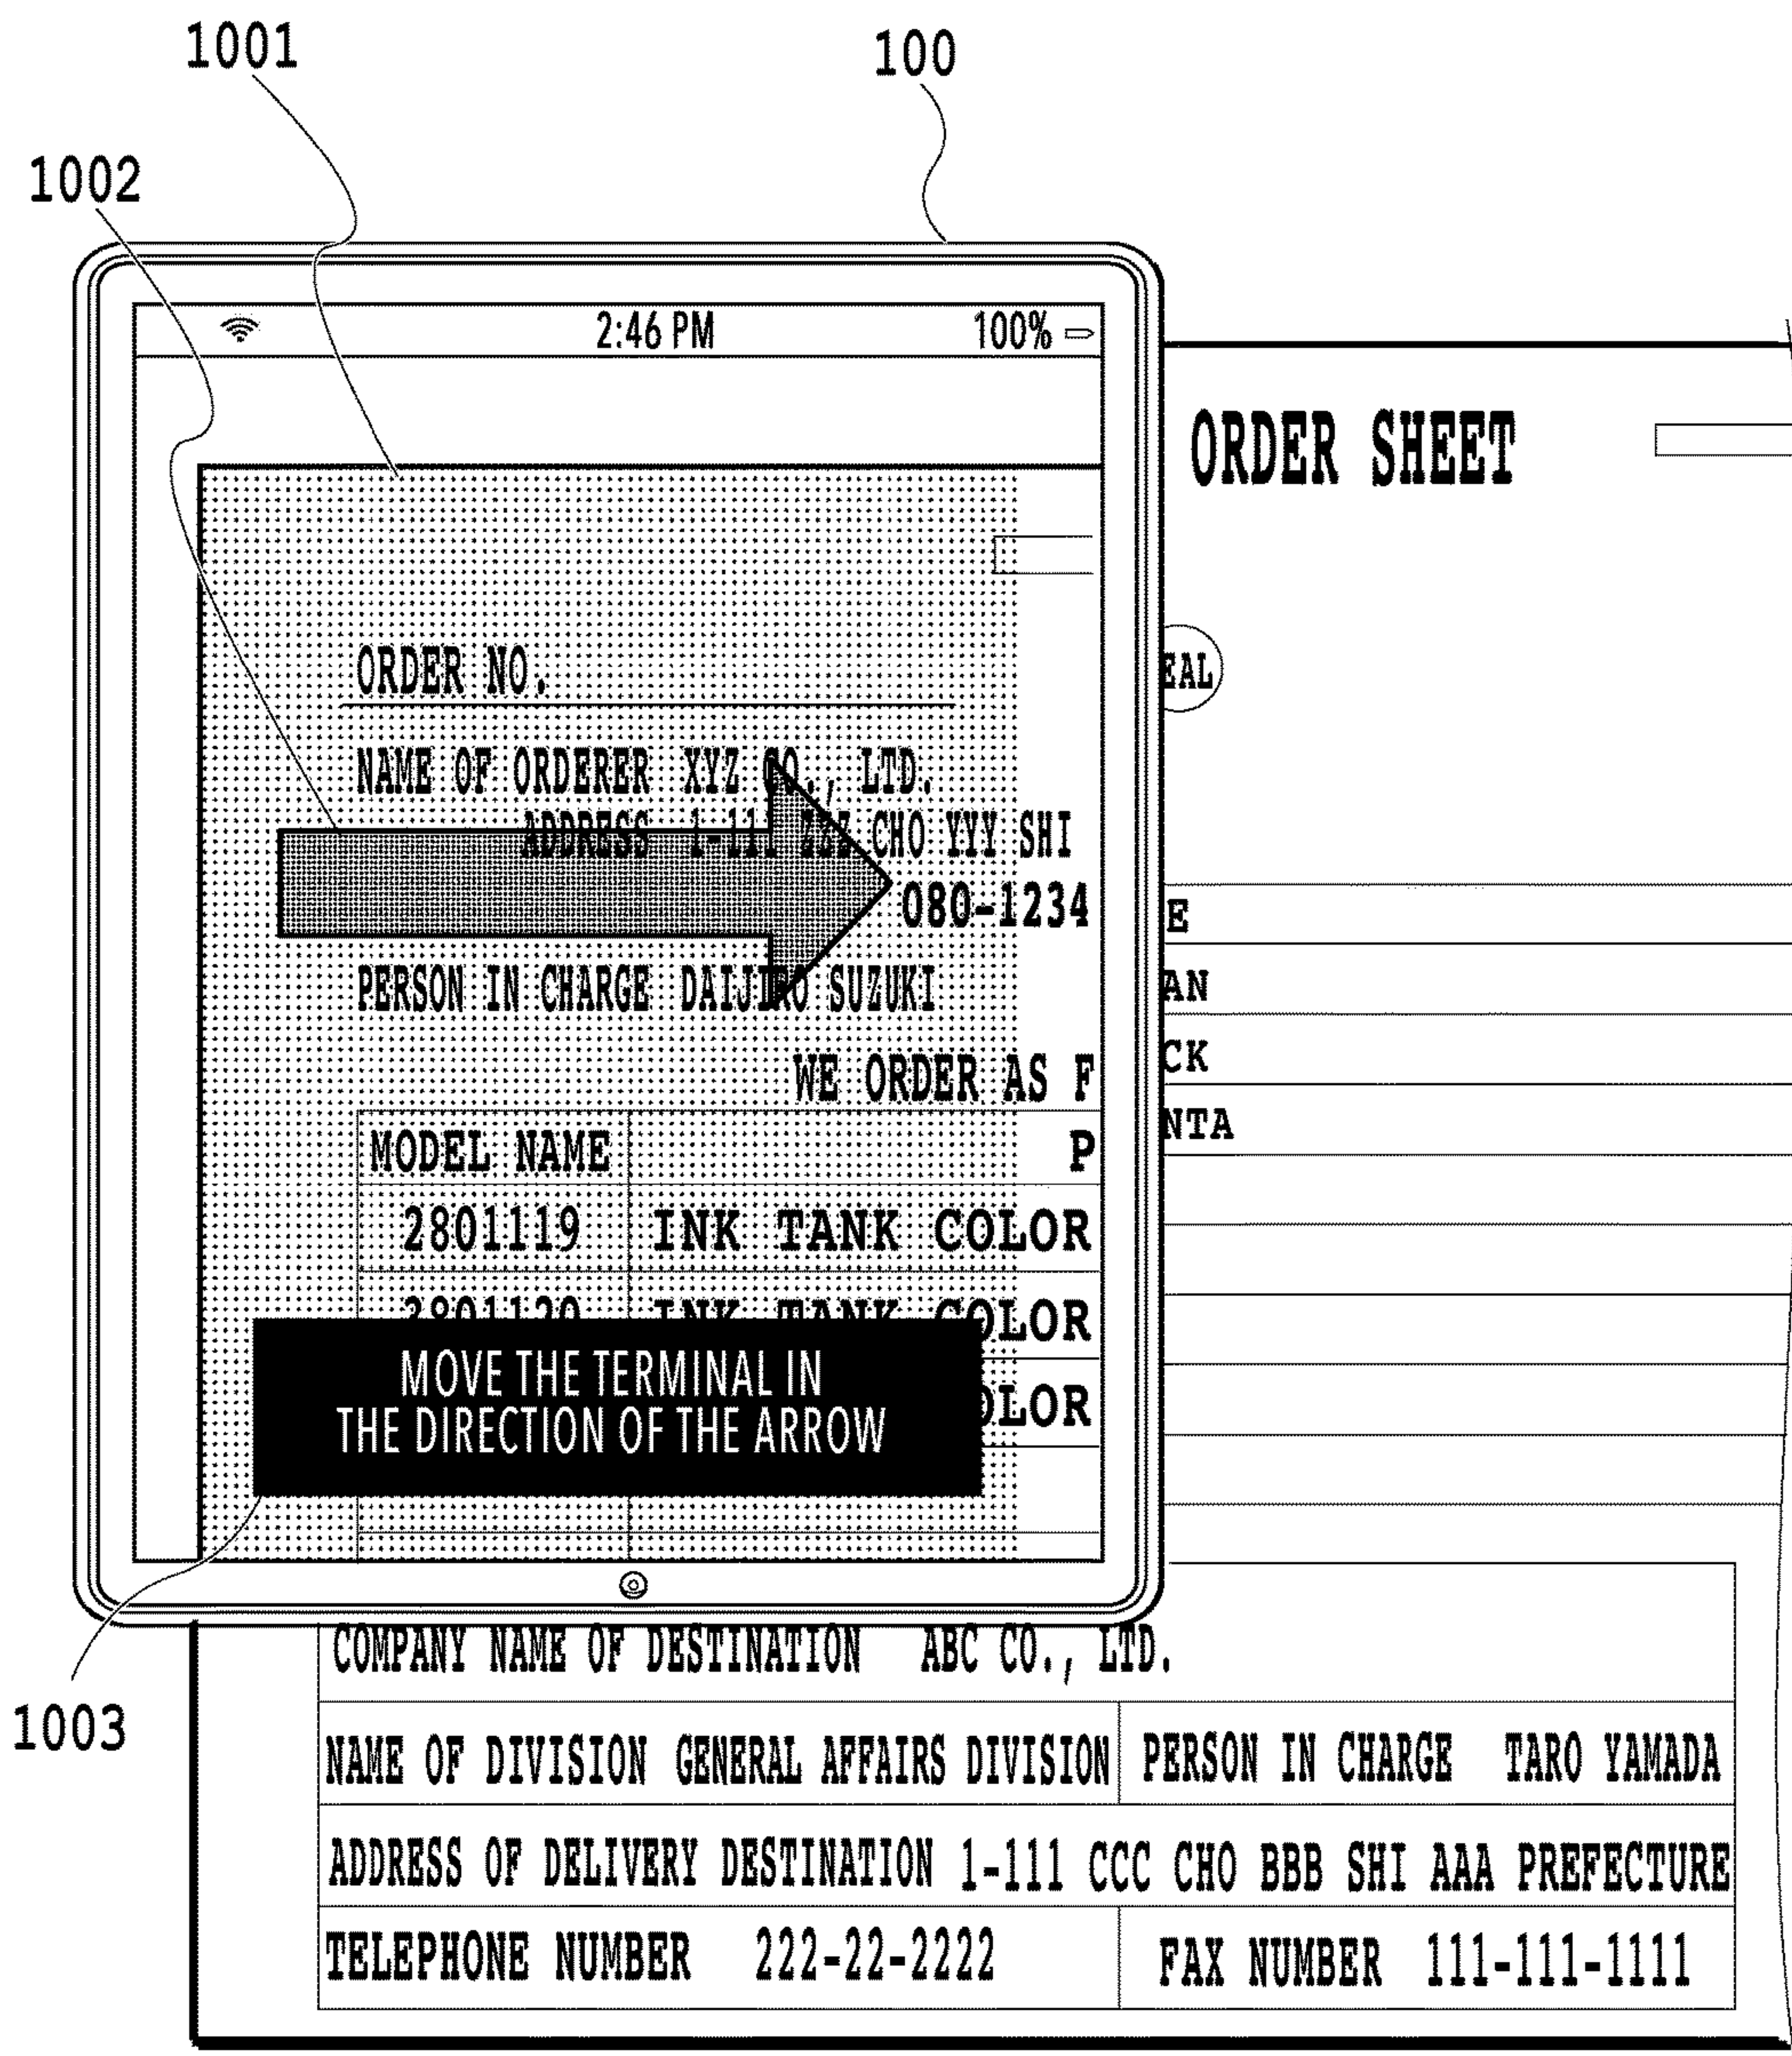 1001
100
1002
2:46 PM 100%
ORDER SHEET
ORDER NO.
EAL
NAME OF ORDERER XYZ CO., LTD.
ADDRESS 1-111 ZZZ CHO YYY SHI
080-1234
E
PERSON IN CHARGE DAIJIRO SUZUKI
AN
WE ORDER AS F
CK
MODEL NAME P
NTA
2801119 INK TANK COLOR
2801120 INK TANK COLOR
MOVE THE TERMINAL IN
THE DIRECTION OF THE ARROW
OLOR
COMPANY NAME OF DESTINATION ABC CO., LTD.
1003
NAME OF DIVISION GENERAL AFFAIRS DIVISION PERSON IN CHARGE TARO YAMADA
ADDRESS OF DELIVERY DESTINATION 1-111 CCC CHO BBB SHI AAA PREFECTURE
TELEPHONE NUMBER 222-22-2222 FAX NUMBER 111-111-1111